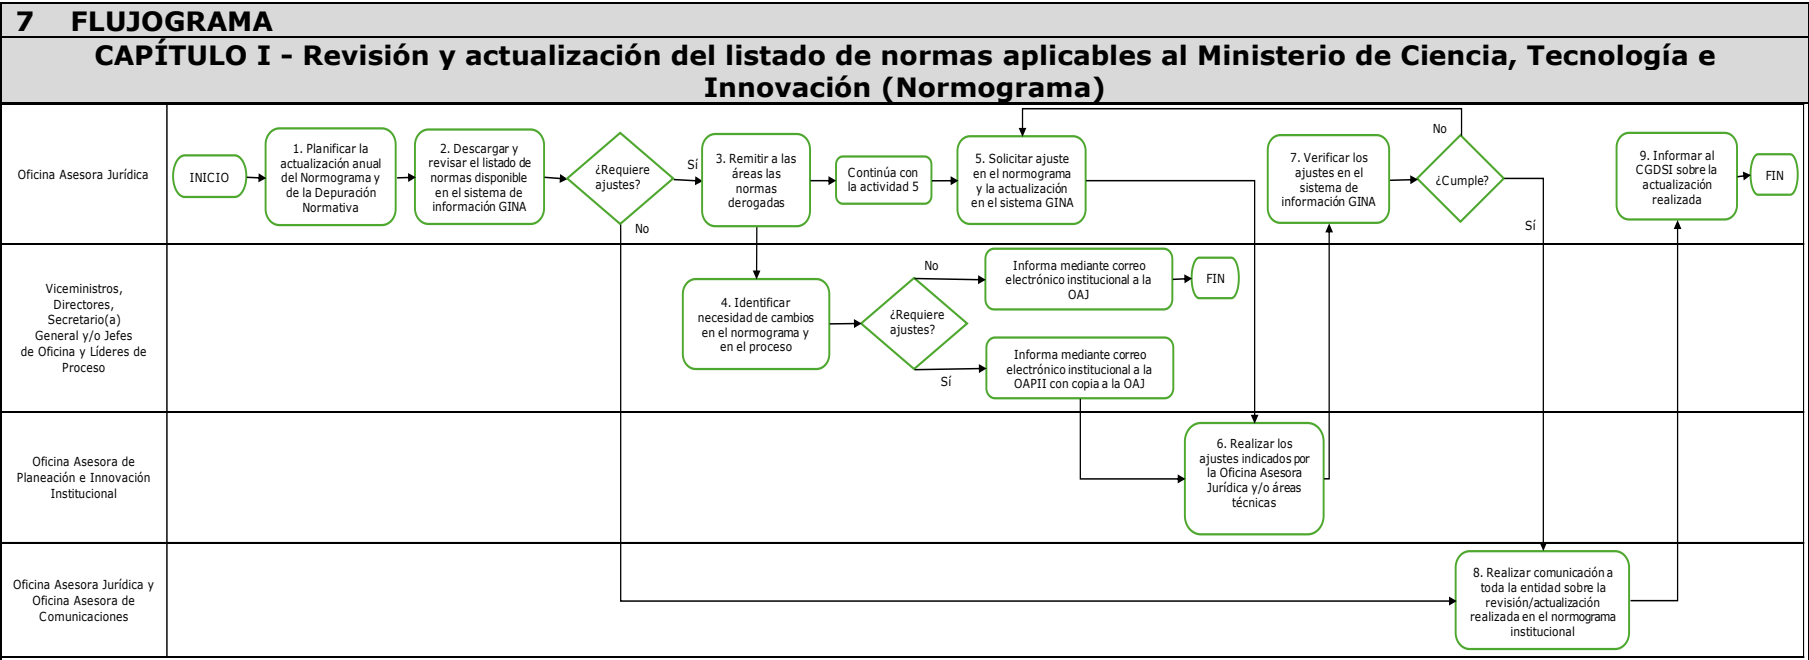 7 FLUJOGRAMA
CAPÍTULO I - Revisión y actualización del listado de normas aplicables al Ministerio de Ciencia, Tecnología e
Innovación (Normograma)
Oficina Asesora Jurídica
INICIO
1. Planificar la
actualización anual
del Normograma y
de la Depuración
Normativa
2. Descargar y
revisar el listado de
normas disponible
en el sistema de
información GINA
¿Requiere
ajustes?
Sí
No
3. Remitir a las
áreas las
normas
derogadas
Continúa con
la actividad 5
5. Solicitar ajuste
en el normograma
y la actualización
en el sistema GINA
7. Verificar los
ajustes en el
sistema de
información GINA
No
¿Cumple?
Sí
9. Informar al
CGDSI sobre la
actualización
realizada
FIN
Viceministros,
Directores,
Secretario(a)
General y/o Jefes
de Oficina y Líderes de
Proceso
4. Identificar
necesidad de cambios
en el normograma y
en el proceso
¿Requiere
ajustes?
No
Informa mediante correo
electrónico institucional a la
OAJ
FIN
Sí
Informa mediante correo
electrónico institucional a la
OAPII con copia a la OAJ
Oficina Asesora de
Planeación e Innovación
Institucional
6. Realizar los
ajustes indicados por
la Oficina Asesora
Jurídica y/o áreas
técnicas
Oficina Asesora Jurídica y
Oficina Asesora de
Comunicaciones
8. Realizar comunicación a
toda la entidad sobre la
revisión/actualización
realizada en el normograma
institucional